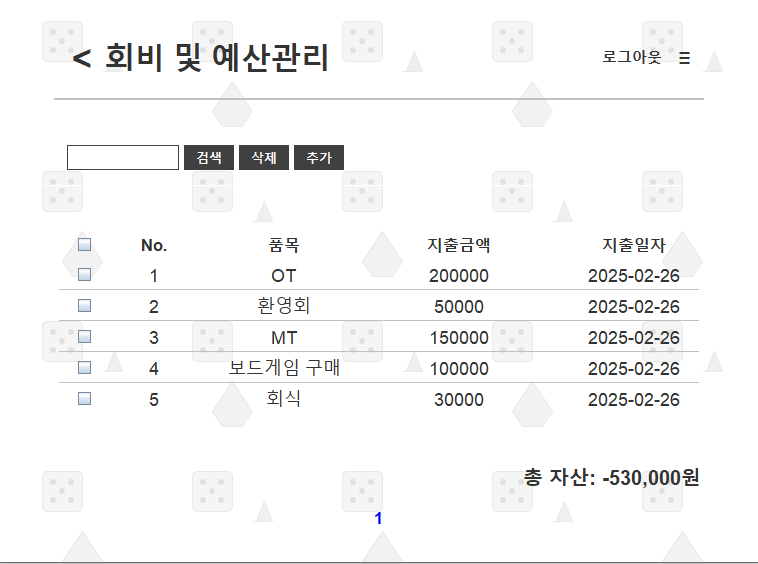 < 회비 및 예산관리 로그아웃 ☰
검색 삭제 추가
No. 품목 지출금액 지출일자
1 OT 200000 2025-02-26
2 환영회 50000 2025-02-26
3 MT 150000 2025-02-26
4 보드게임 구매 100000 2025-02-26
5 회식 30000 2025-02-26
총 자산: -530,000원
1